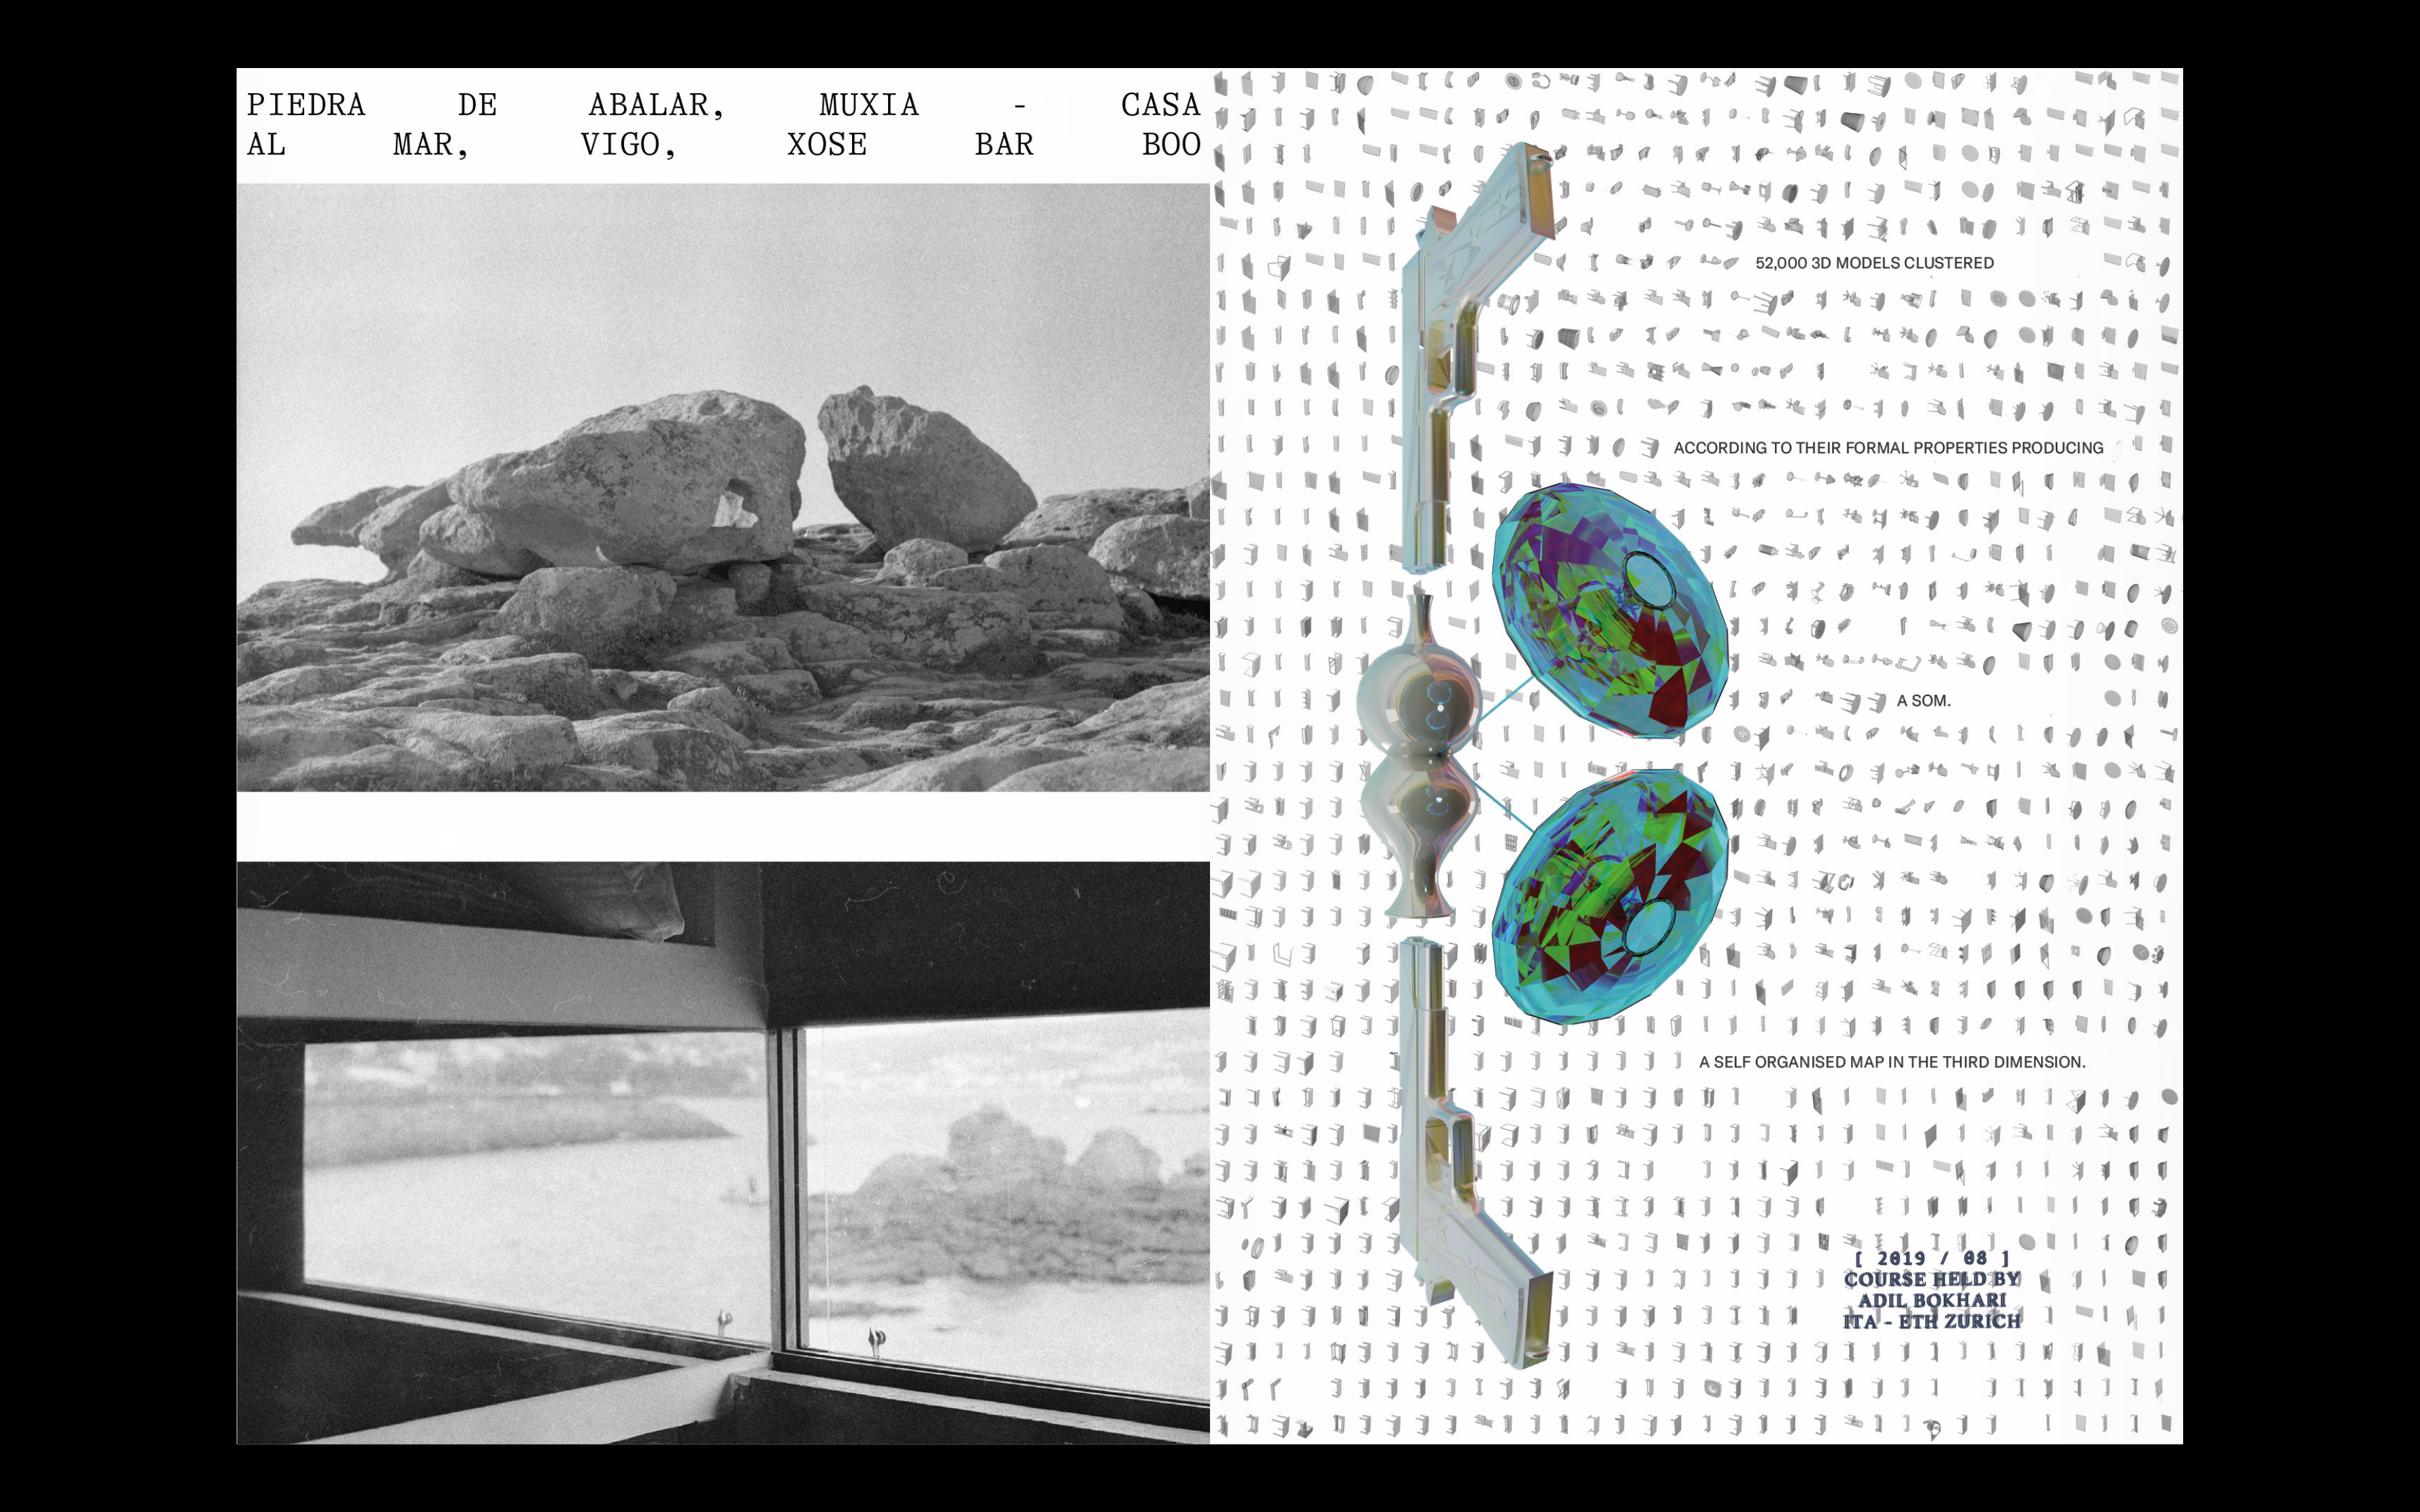 PIEDRA DE ABALAR, MUXIA - CASA
AL MAR, VIGO, XOSE BAR BOO
52,000 3D MODELS CLUSTERED
ACCORDING TO THEIR FORMAL PROPERTIES PRODUCING
A SOM.
A SELF ORGANISED MAP IN THE THIRD DIMENSION.
[ 2019 / 08 ]
COURSE HELD BY
ADIL BOKHARI
ITA - ETH ZURICH